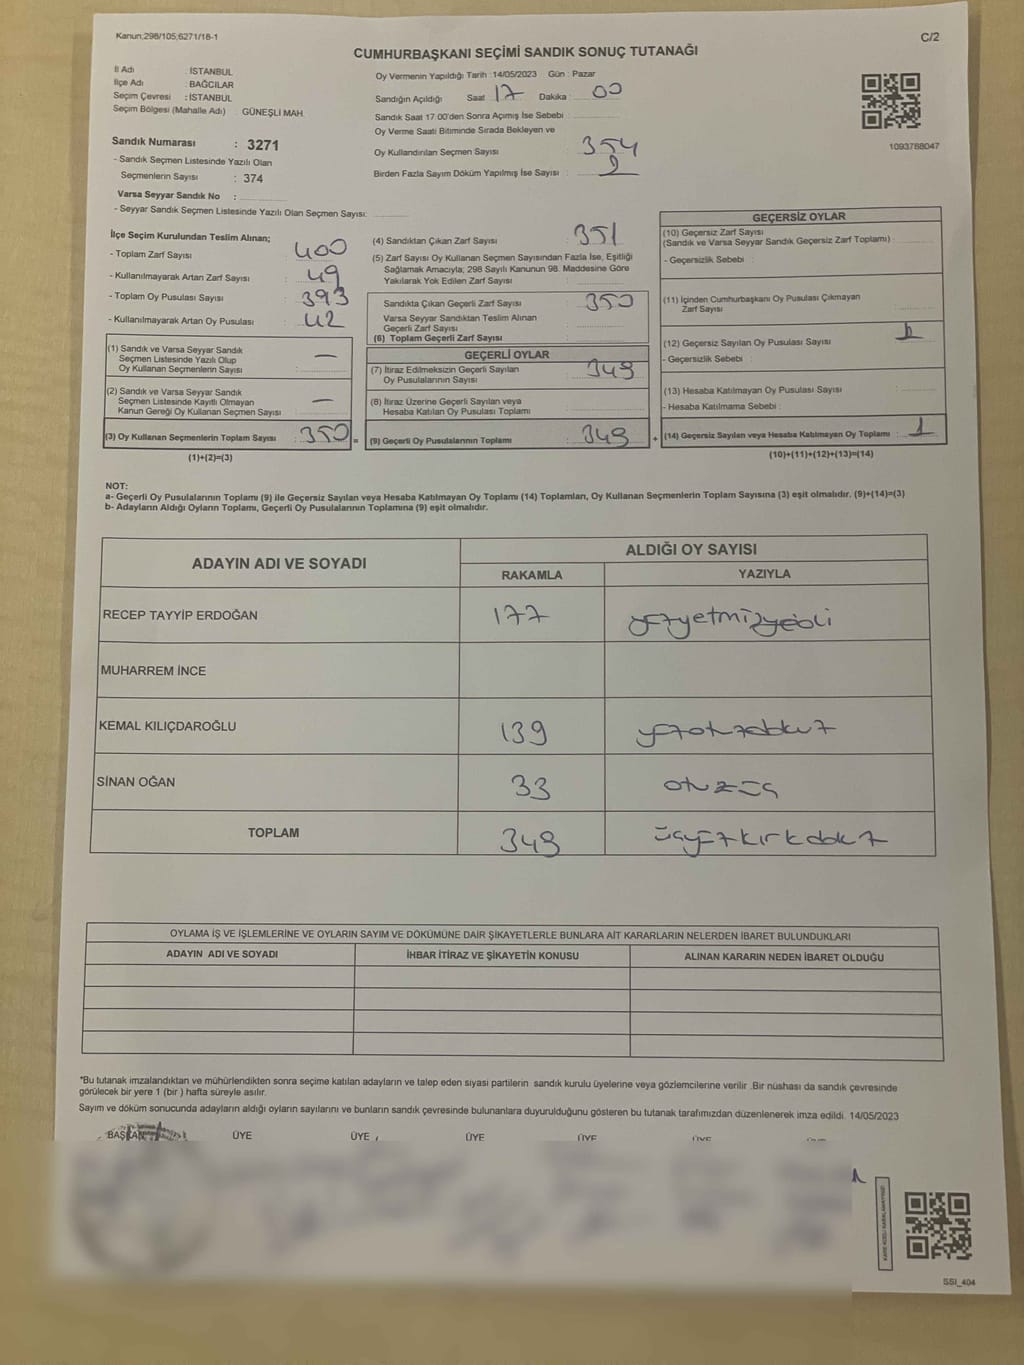 Kanun;298/105;6271/18-1
C/2
CUMHURBAŞKANI SEÇİMİ SANDIK SONUÇ TUTANAĞI
İl Adı : İSTANBUL
İlçe Adı : BAĞCILAR
Seçim Çevresi : İSTANBUL
Seçim Bölgesi (Mahalle Adı) GÜNEŞLİ MAH.
Sandık Numarası : 3271
- Sandık Seçmen Listesinde Yazılı Olan
Seçmenlerin Sayısı : 374
Varsa Seyyar Sandık No :
- Seyyar Sandık Seçmen Listesinde Yazılı Olan Seçmen Sayısı:
Oy Vermenin Yapıldığı Tarih :14/05/2023 Gün : Pazar
Sandığın Açıldığı Saat 17 Dakika : 00
Sandık Saat 17:00'den Sonra Açımış İse Sebebi :
Oy Verme Saati Bitiminde Sırada Bekleyen ve
Oy Kullandırılan Seçmen Sayısı : 354
Birden Fazla Sayım Döküm Yapılmış İse Sayısı : 2
1093768047
İlçe Seçim Kurulundan Teslim Alınan;
- Toplam Zarf Sayısı : 400
- Kullanılmayarak Artan Zarf Sayısı : 49
- Toplam Oy Pusulası Sayısı : 393
- Kullanılmayarak Artan Oy Pusulası : 42
(1) Sandık ve Varsa Seyyar Sandık
Seçmen Listesinde Yazılı Olup
Oy Kullanan Seçmenlerin Sayısı : —
(2) Sandık ve Varsa Seyyar Sandık
Seçmen Listesinde Kayıtlı Olmayan
Kanun Gereği Oy Kullanan Seçmen Sayısı : —
(3) Oy Kullanan Seçmenlerin Toplam Sayısı : 350 =
(1)+(2)=(3)
(4) Sandıktan Çıkan Zarf Sayısı : 351
(5) Zarf Sayısı Oy Kullanan Seçmen Sayısından Fazla İse, Eşitliği
Sağlamak Amacıyla; 298 Sayılı Kanunun 98. Maddesine Göre
Yakılarak Yok Edilen Zarf Sayısı :
Sandıkta Çıkan Geçerli Zarf Sayısı : 350
Varsa Seyyar Sandıktan Teslim Alınan
Geçerli Zarf Sayısı :
(6) Toplam Geçerli Zarf Sayısı
GEÇERLİ OYLAR
(7) İtiraz Edilmeksizin Geçerli Sayılan
Oy Pusulalarının Sayısı : 349
(8) İtiraz Üzerine Geçerli Sayılan veya
Hesaba Katılan Oy Pusulası Toplamı :
(9) Geçerli Oy Pusulalarının Toplamı : 349 +
GEÇERSİZ OYLAR
(10) Geçersiz Zarf Sayısı
(Sandık ve Varsa Seyyar Sandık Geçersiz Zarf Toplamı) :
- Geçersizlik Sebebi :
(11) İçinden Cumhurbaşkanı Oy Pusulası Çıkmayan
Zarf Sayısı :
(12) Geçersiz Sayılan Oy Pusulası Sayısı :
- Geçersizlik Sebebi :
(13) Hesaba Katılmayan Oy Pusulası Sayısı :
- Hesaba Katılmama Sebebi :
(14) Geçersiz Sayılan veya Hesaba Katılmayan Oy Toplamı : 1
(10)+(11)+(12)+(13)=(14)
NOT:
a- Geçerli Oy Pusulalarının Toplamı (9) ile Geçersiz Sayılan veya Hesaba Katılmayan Oy Toplamı (14) Toplamları, Oy Kullanan Seçmenlerin Toplam Sayısına (3) eşit olmalıdır. (9)+(14)=(3)
b- Adayların Aldığı Oyların Toplamı, Geçerli Oy Pusulalarının Toplamına (9) eşit olmalıdır.
ADAYIN ADI VE SOYADI
ALDIĞI OY SAYISI
RAKAMLA YAZIYLA
RECEP TAYYİP ERDOĞAN 177 yüzyetmişyedi
MUHARREM İNCE
KEMAL KILIÇDAROĞLU 139 yüzotuzdokuz
SİNAN OĞAN 33 otuzüç
TOPLAM 349 üçyüzkırkdokuz
OYLAMA İŞ VE İŞLEMLERİNE VE OYLARIN SAYIM VE DÖKÜMÜNE DAİR ŞİKAYETLERLE BUNLARA AİT KARARLARIN NELERDEN İBARET BULUNDUKLARI
ADAYIN ADI VE SOYADI İHBAR İTİRAZ VE ŞİKAYETİN KONUSU ALINAN KARARIN NEDEN İBARET OLDUĞU
*Bu tutanak imzalandıktan ve mühürlendikten sonra seçime katılan adayların ve talep eden siyasi partilerin sandık kurulu üyelerine veya gözlemcilerine verilir .Bir nüshası da sandık çevresinde
görülecek bir yere 1 (bir ) hafta süreyle asılır.
Sayım ve döküm sonucunda adayların aldığı oyların sayılarını ve bunların sandık çevresinde bulunanlara duyurulduğunu gösteren bu tutanak tarafımızdan düzenlenerek imza edildi. 14/05/2023
BAŞKAN ÜYE ÜYE ÜYE ÜYE ÜYE
SSI_404